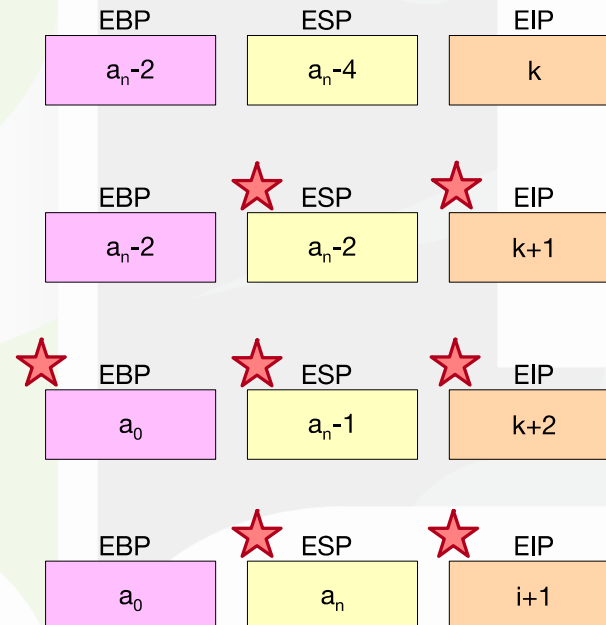 EBP ESP EIP
aₙ-2 aₙ-4 k
EBP ESP EIP
aₙ-2 aₙ-2 k+1
EBP ESP EIP
a₀ aₙ-1 k+2
EBP ESP EIP
a₀ aₙ i+1